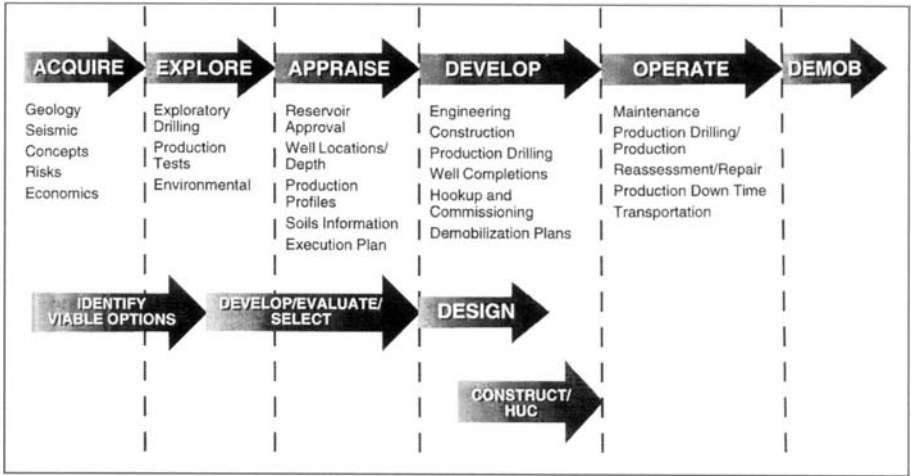 ACQUIRE
EXPLORE
APPRAISE
DEVELOP
OPERATE
DEMOB
Geology
Seismic
Concepts
Risks
Economics
Exploratory
Drilling
Production
Tests
Environmental
Reservoir
Approval
Well Locations/
Depth
Production
Profiles
Soils Information
Execution Plan
Engineering
Construction
Production Drilling
Well Completions
Hookup and
Commissioning
Demobilization Plans
Maintenance
Production Drilling/
Production
Reassessment/Repair
Production Down Time
Transportation
IDENTIFY
VIABLE OPTIONS
DEVELOP/EVALUATE/
SELECT
DESIGN
CONSTRUCT/
HUC